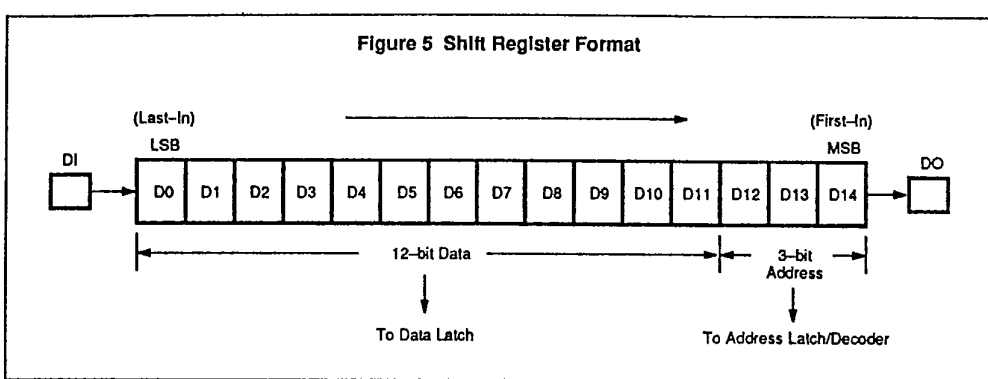 Figure 5 Shift Register Format
(Last–In)
(First–In)
LSB
MSB
DI
DO
D0 D1 D2 D3 D4 D5 D6 D7 D8 D9 D10 D11 D12 D13 D14
12–bit Data
3–bit
Address
To Data Latch
To Address Latch/Decoder